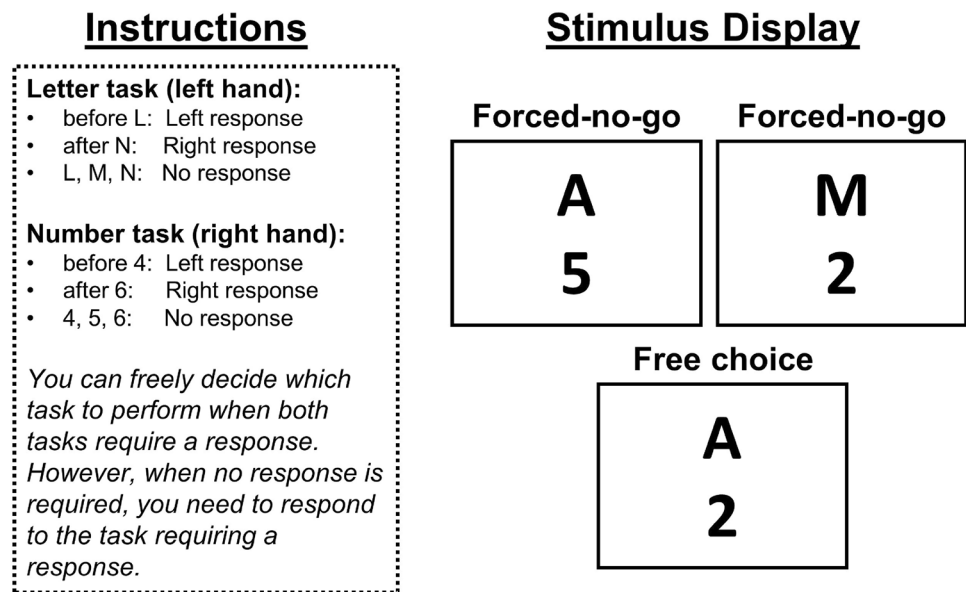 Instructions
Letter task (left hand):
• before L: Left response
• after N: Right response
• L, M, N: No response
Number task (right hand):
• before 4: Left response
• after 6: Right response
• 4, 5, 6: No response
You can freely decide which
task to perform when both
tasks require a response.
However, when no response is
required, you need to respond
to the task requiring a
response.
Stimulus Display
Forced-no-go
A
5
Forced-no-go
M
2
Free choice
A
2